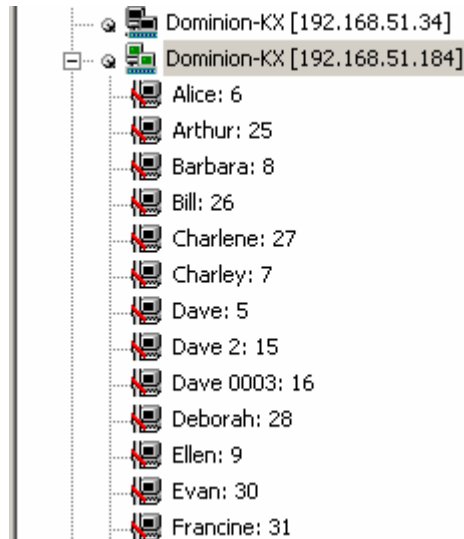 Dominion-KX [192.168.51.34]
Dominion-KX [192.168.51.184]
Alice: 6
Arthur: 25
Barbara: 8
Bill: 26
Charlene: 27
Charley: 7
Dave: 5
Dave 2: 15
Dave 0003: 16
Deborah: 28
Ellen: 9
Evan: 30
Francine: 31